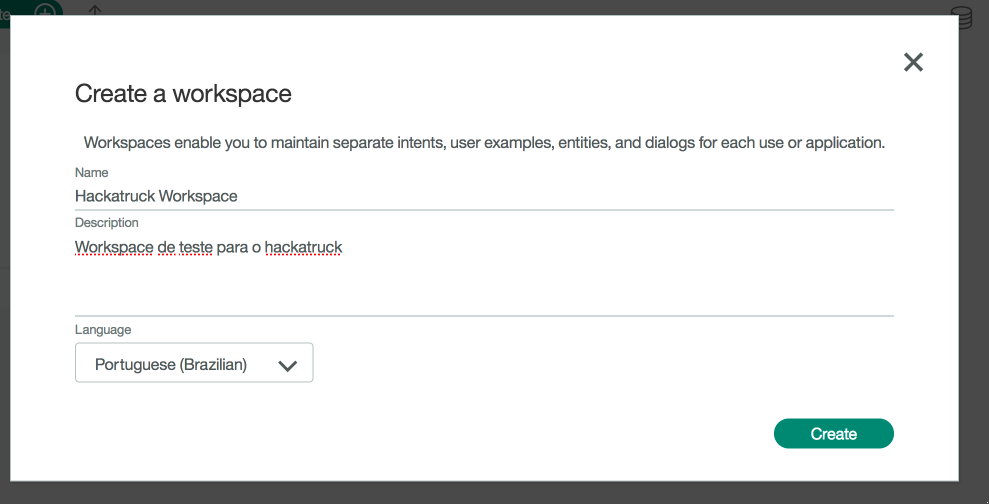 Create a workspace
Workspaces enable you to maintain separate intents, user examples, entities, and dialogs for each use or application.
Name
Hackatruck Workspace
Description
Workspace de teste para o hackatruck
Language
Portuguese (Brazilian)
Create